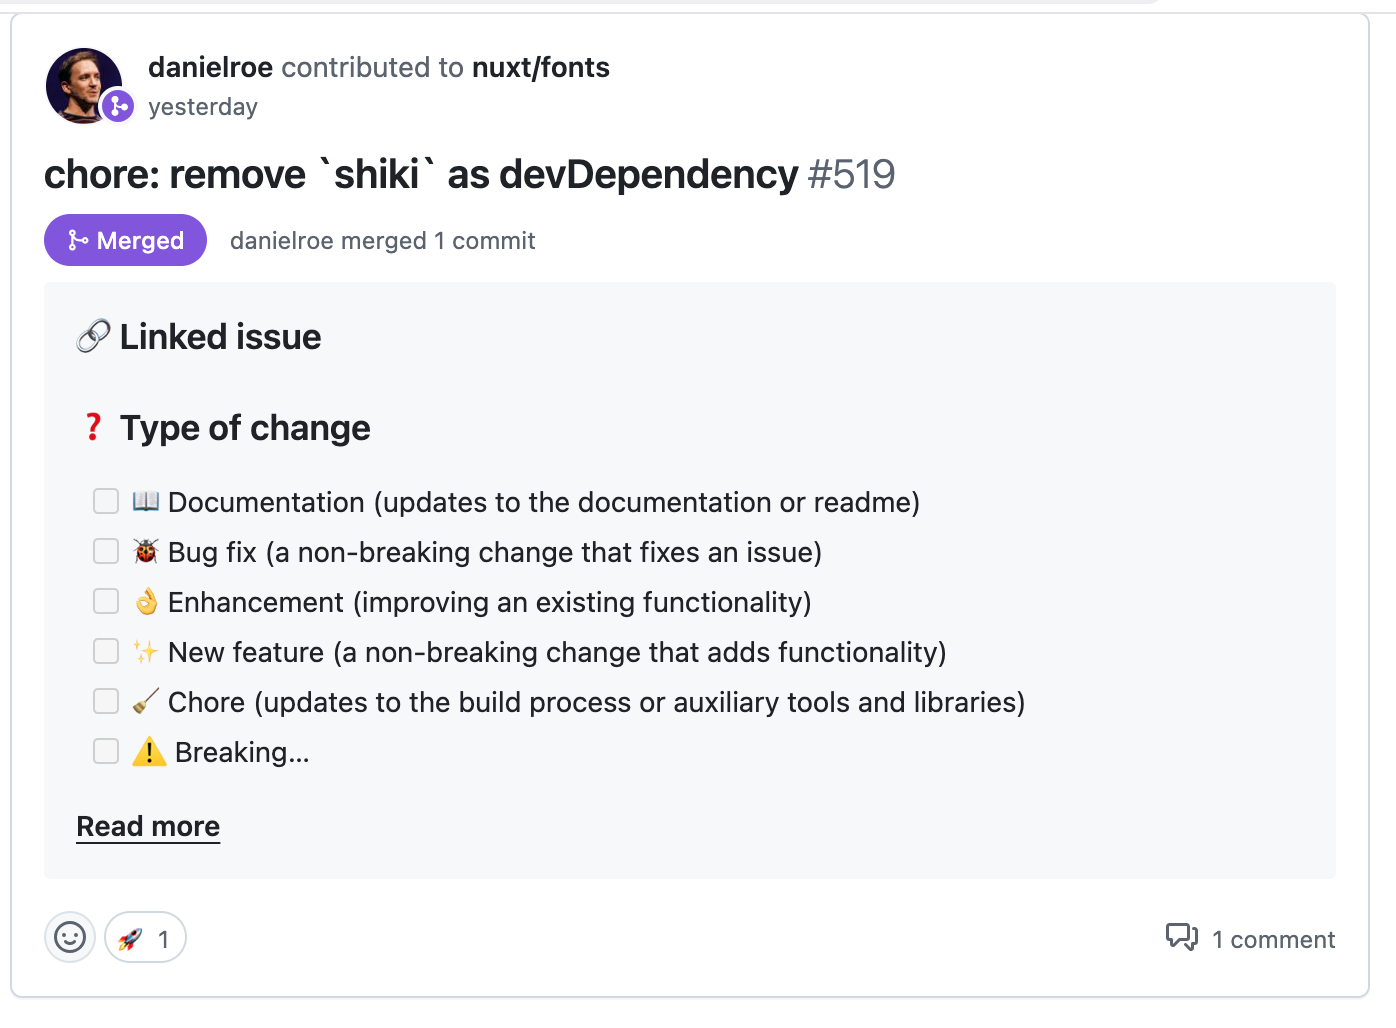 danielroe contributed to nuxt/fonts
yesterday
chore: remove `shiki` as devDependency #519
Merged danielroe merged 1 commit
🔗 Linked issue
❓ Type of change
📖 Documentation (updates to the documentation or readme)
🐞 Bug fix (a non-breaking change that fixes an issue)
👌 Enhancement (improving an existing functionality)
✨ New feature (a non-breaking change that adds functionality)
🧹 Chore (updates to the build process or auxiliary tools and libraries)
⚠️ Breaking...
Read more
🚀 1
1 comment